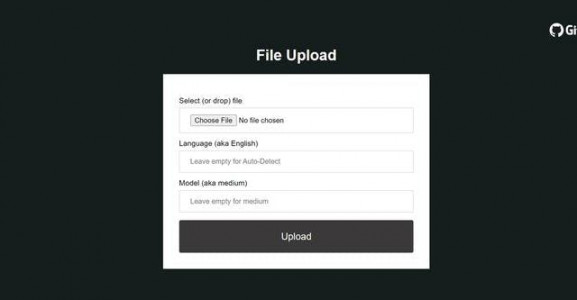 Gi
File Upload
Select (or drop) file
Choose File No file chosen
Language (aka English)
Leave empty for Auto-Detect
Model (aka medium)
Leave empty for medium
Upload